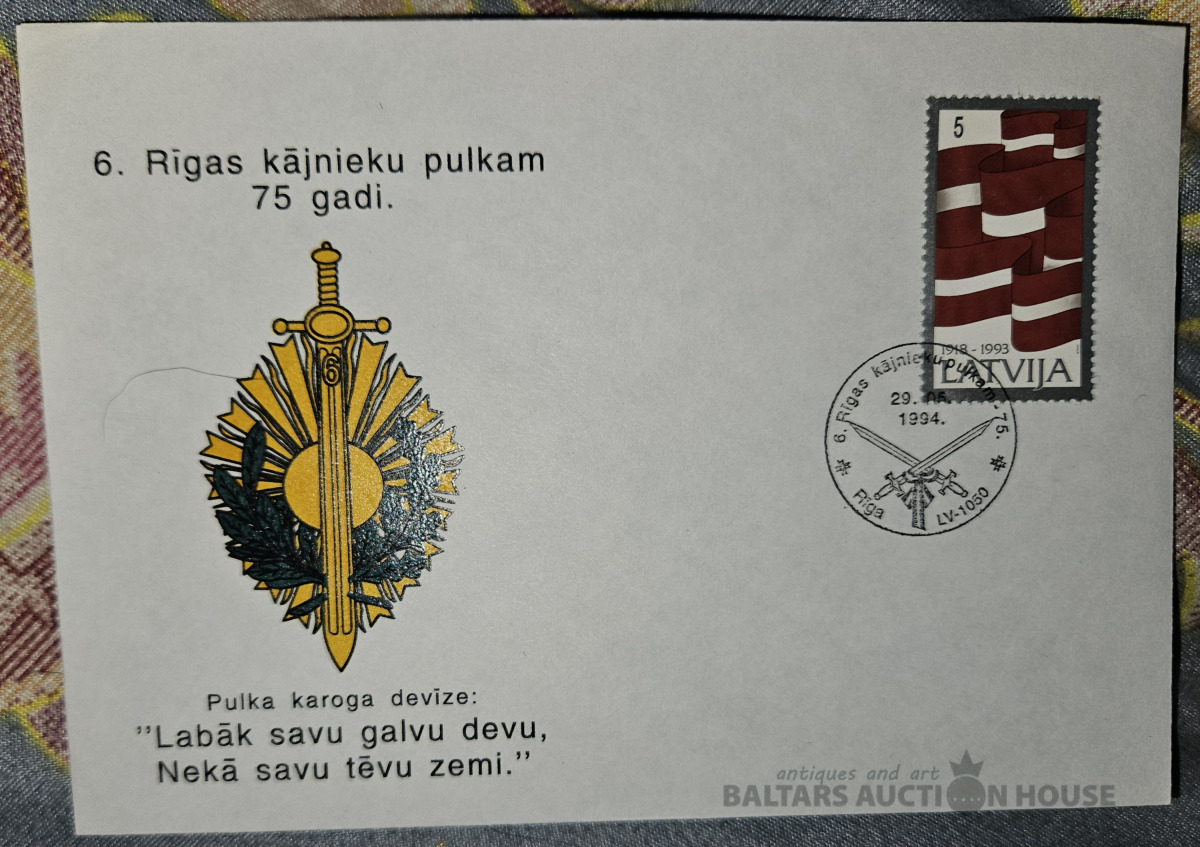 6. Rīgas kājnieku pulkam
75 gadi.
6
Pulka karoga devīze:
"Labāk savu galvu devu,
Nekā savu tēvu zemi."
5
1918 - 1993
LATVIJA
6. Rīgas kājnieku pulkam - 75.
29. 05.
1994.
Rīga LV-1050
antiques and art
BALTARS AUCTION HOUSE